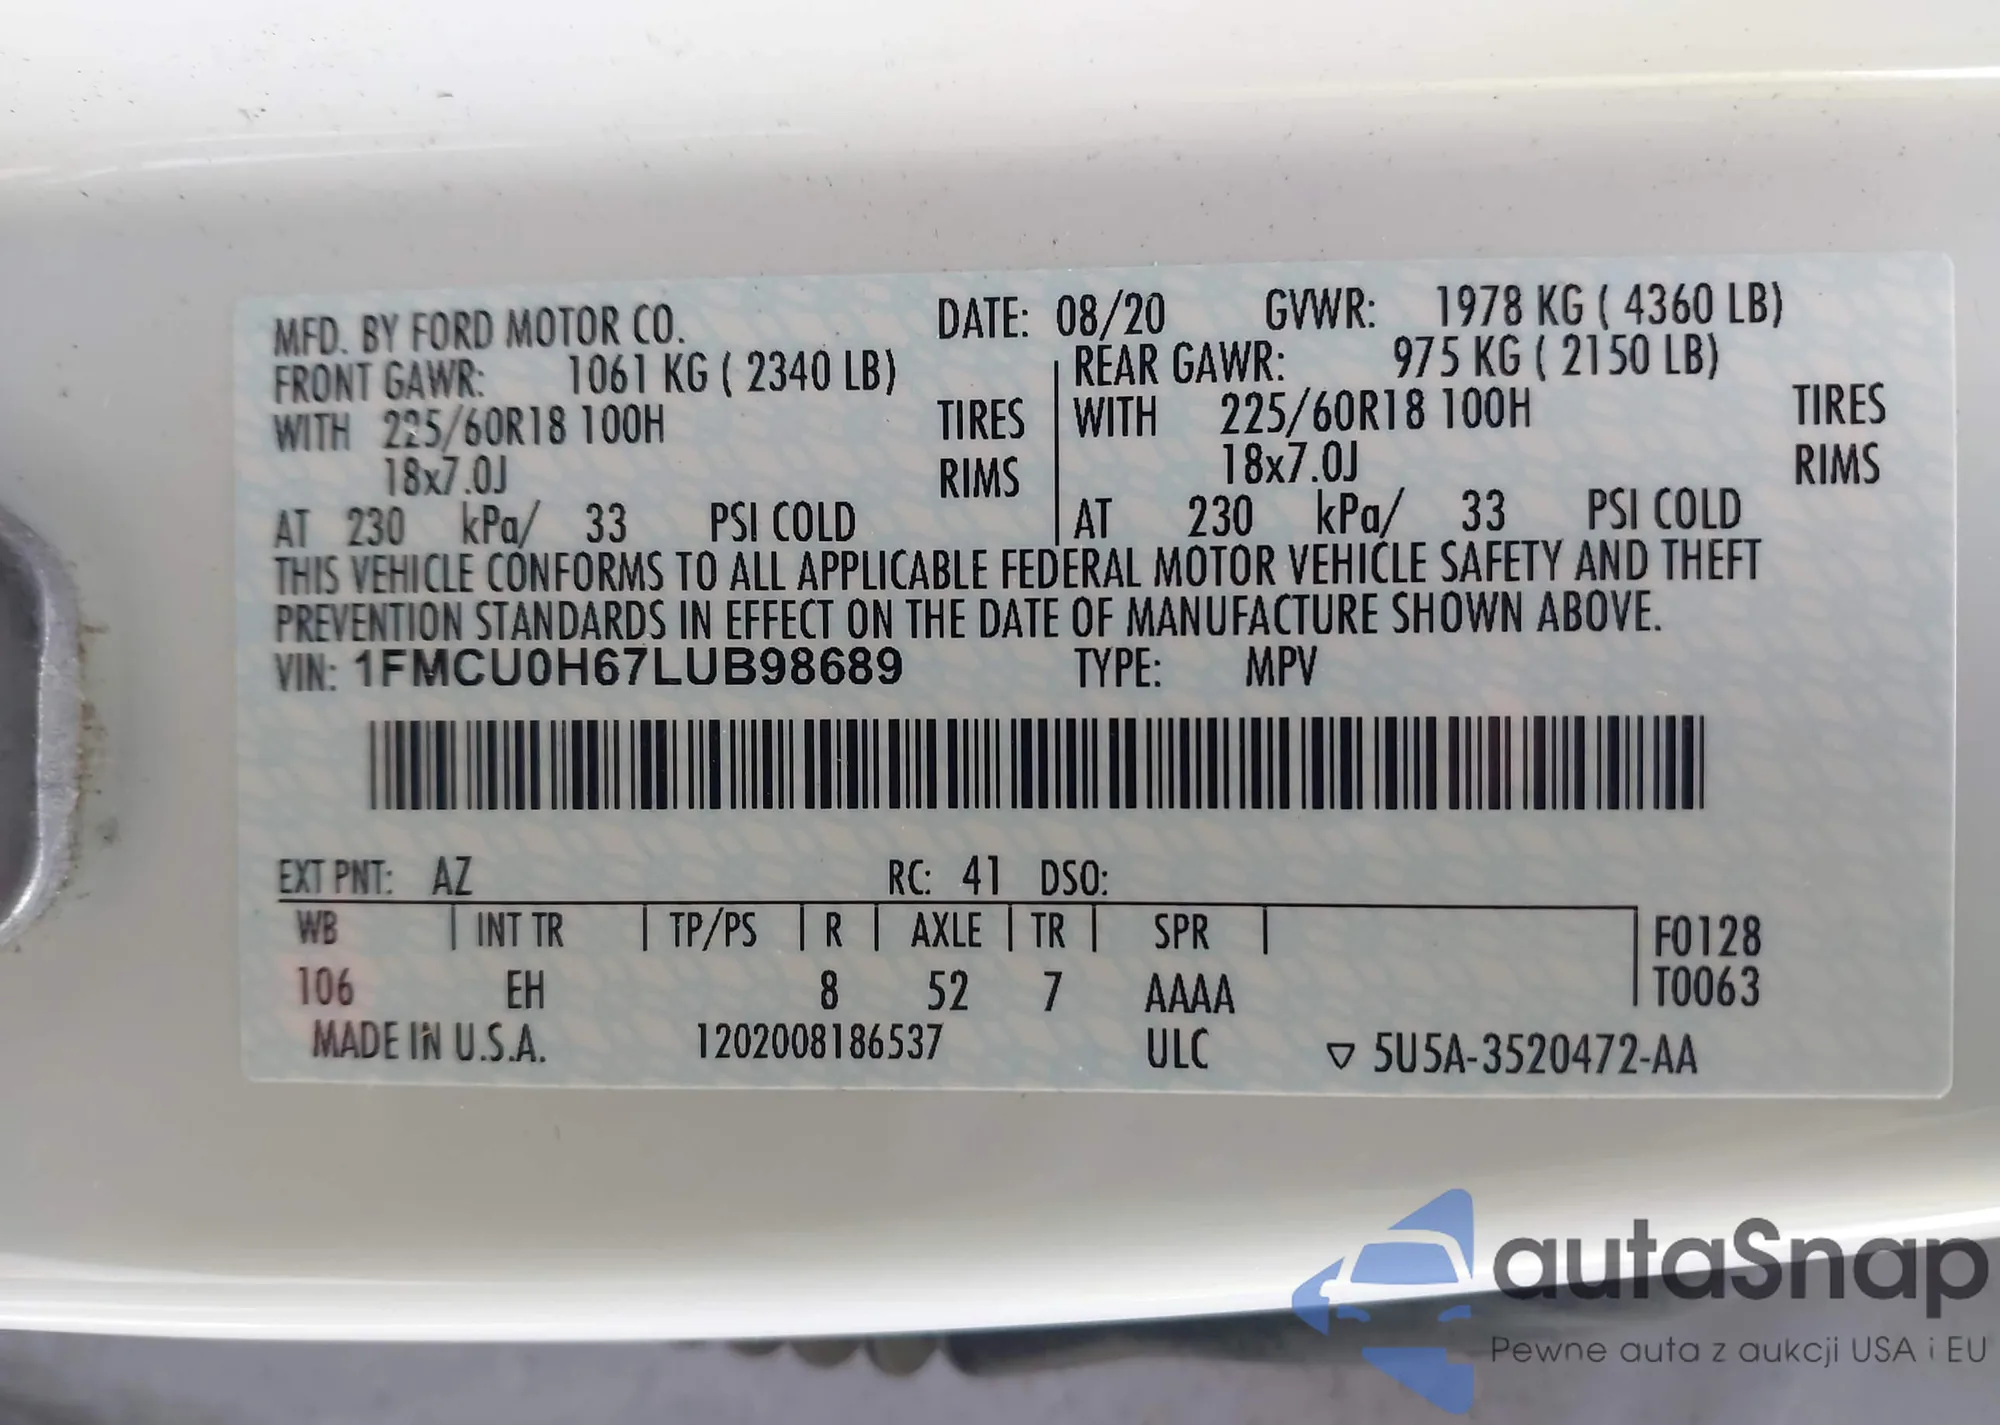 MFD. BY FORD MOTOR CO. DATE: 08/20 GVWR: 1978 KG ( 4360 LB)
FRONT GAWR: 1061 KG ( 2340 LB) REAR GAWR: 975 KG ( 2150 LB)
WITH 225/60R18 100H TIRES WITH 225/60R18 100H TIRES
18x7.0J RIMS 18x7.0J RIMS
AT 230 kPa/ 33 PSI COLD AT 230 kPa/ 33 PSI COLD
THIS VEHICLE CONFORMS TO ALL APPLICABLE FEDERAL MOTOR VEHICLE SAFETY AND THEFT
PREVENTION STANDARDS IN EFFECT ON THE DATE OF MANUFACTURE SHOWN ABOVE.
VIN: 1FMCU0H67LUB98689 TYPE: MPV
EXT PNT: AZ RC: 41 DSO:
WB INT TR TP/PS R AXLE TR SPR F0128
106 EH 8 52 7 AAAA T0063
MADE IN U.S.A. 1202008186537 ULC ▽ 5U5A-3520472-AA
autaSnap
Pewne auta z aukcji USA i EU